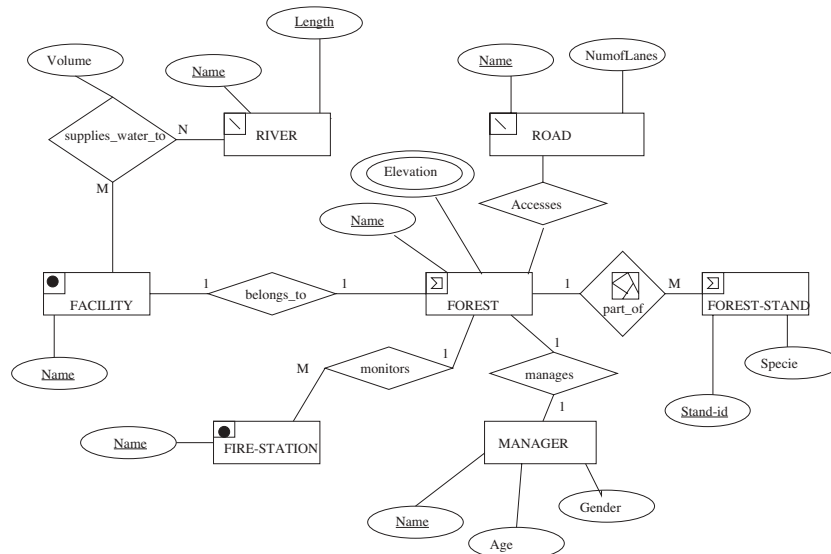 Length
Volume
Name
Name
NumofLanes
supplies_water_to
N
RIVER
ROAD
Elevation
M
Accesses
Name
FACILITY
1
belongs_to
1
Σ
FOREST
1
part_of
M
Σ
FOREST-STAND
Name
M
monitors
1
1
manages
1
Specie
Stand-id
Name
FIRE-STATION
MANAGER
Name
Age
Gender